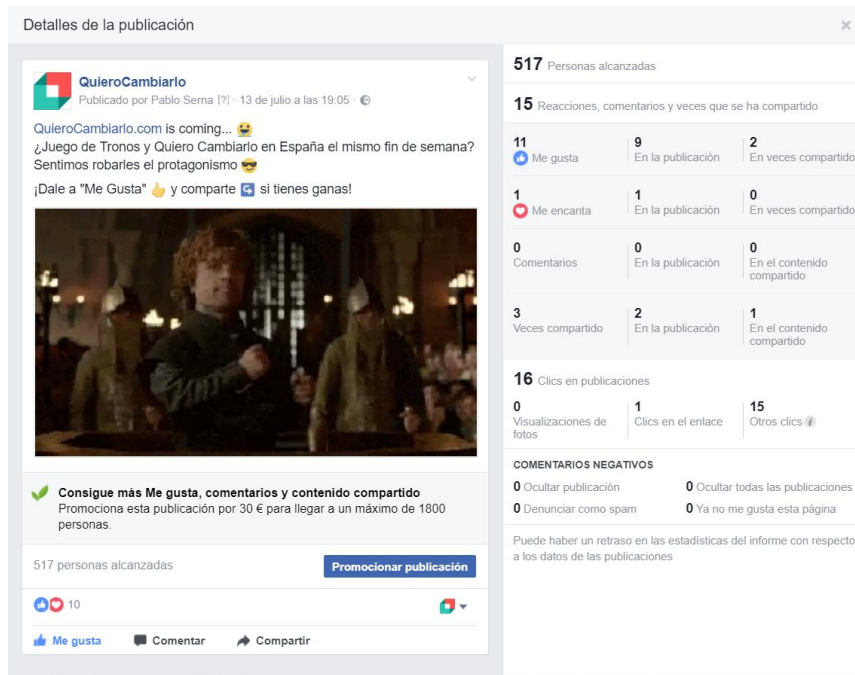 Detalles de la publicación
QuieroCambiarlo
Publicado por Pablo Serna [?] · 13 de julio a las 19:05 ·
QuieroCambiarlo.com is coming... 😀
¿Juego de Tronos y Quiero Cambiarlo en España el mismo fin de semana?
Sentimos robarles el protagonismo 😎
¡Dale a "Me Gusta" 👍 y comparte ↪ si tienes ganas!
Consigue más Me gusta, comentarios y contenido compartido
Promociona esta publicación por 30 € para llegar a un máximo de 1800
personas.
517 personas alcanzadas
Promocionar publicación
10
Me gusta Comentar Compartir
517 Personas alcanzadas
15 Reacciones, comentarios y veces que se ha compartido
11 9 2
Me gusta En la publicación En veces compartido
1 1 0
Me encanta En la publicación En veces compartido
0 0 0
Comentarios En la publicación En el contenido
compartido
3 2 1
Veces compartido En la publicación En el contenido
compartido
16 Clics en publicaciones
0 1 15
Visualizaciones de Clics en el enlace Otros clics i
fotos
COMENTARIOS NEGATIVOS
0 Ocultar publicación 0 Ocultar todas las publicaciones
0 Denunciar como spam 0 Ya no me gusta esta página
Puede haber un retraso en las estadísticas del informe con respecto
a los datos de las publicaciones